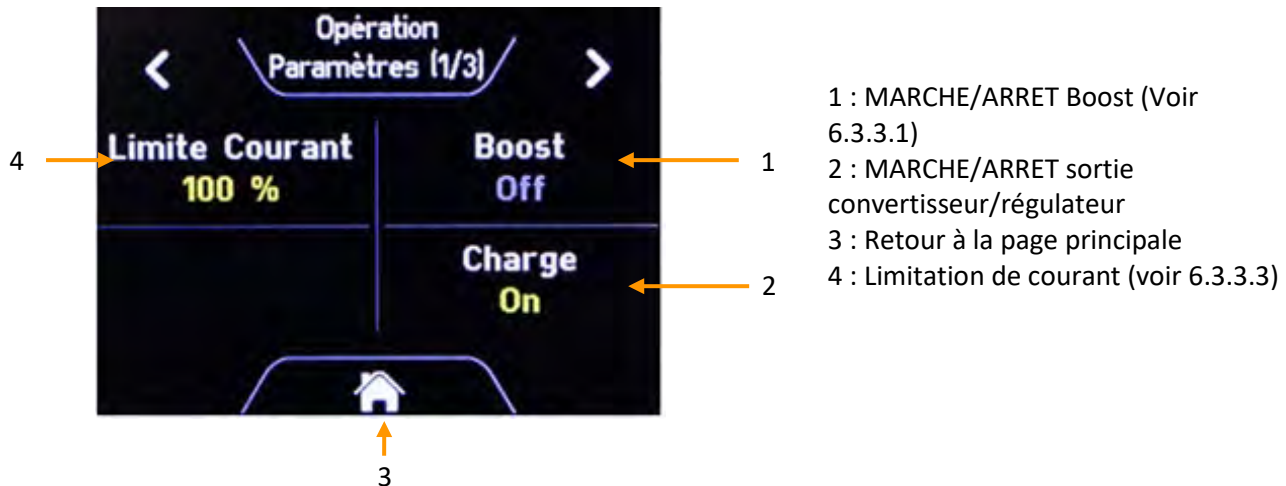 Opération
Paramètres (1/3)
Limite Courant
100 %
Boost
Off
Charge
On
4
1
2
3
1 : MARCHE/ARRET Boost (Voir
6.3.3.1)
2 : MARCHE/ARRET sortie
convertisseur/régulateur
3 : Retour à la page principale
4 : Limitation de courant (voir 6.3.3.3)